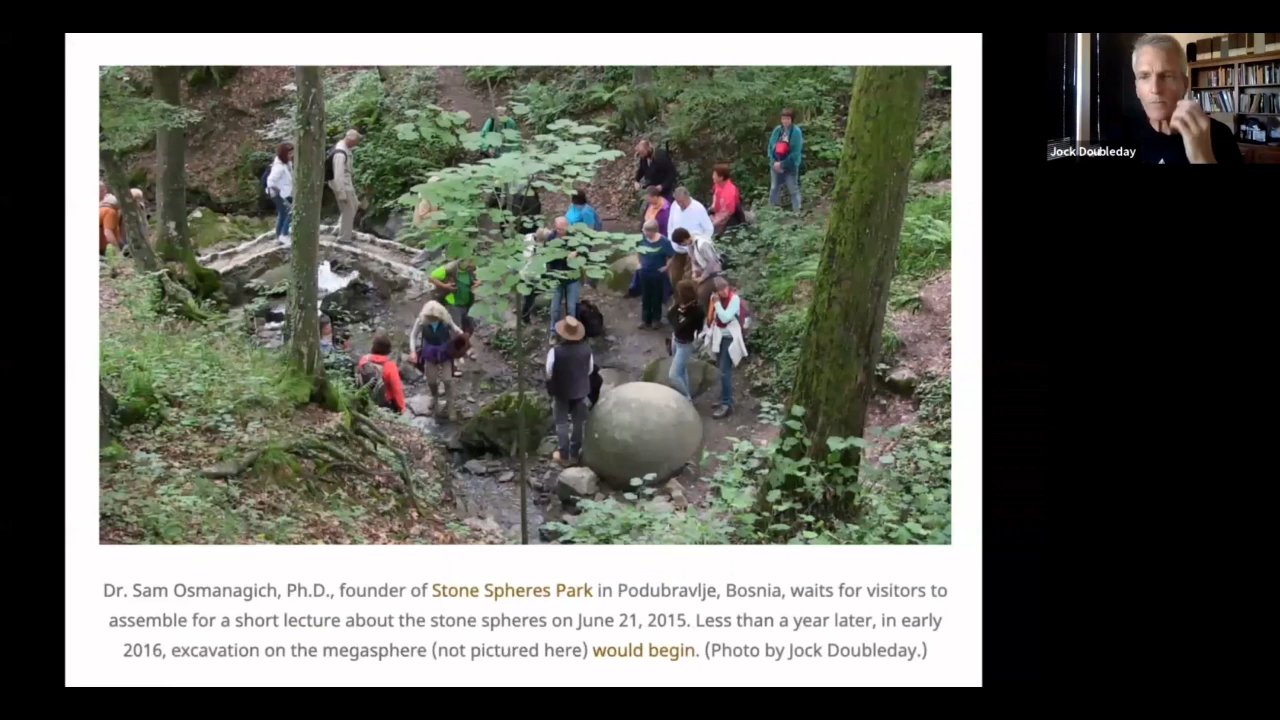 Jock Doubleday
Dr. Sam Osmanagich, Ph.D., founder of Stone Spheres Park in Podubravlje, Bosnia, waits for visitors to
assemble for a short lecture about the stone spheres on June 21, 2015. Less than a year later, in early
2016, excavation on the megasphere (not pictured here) would begin. (Photo by Jock Doubleday.)